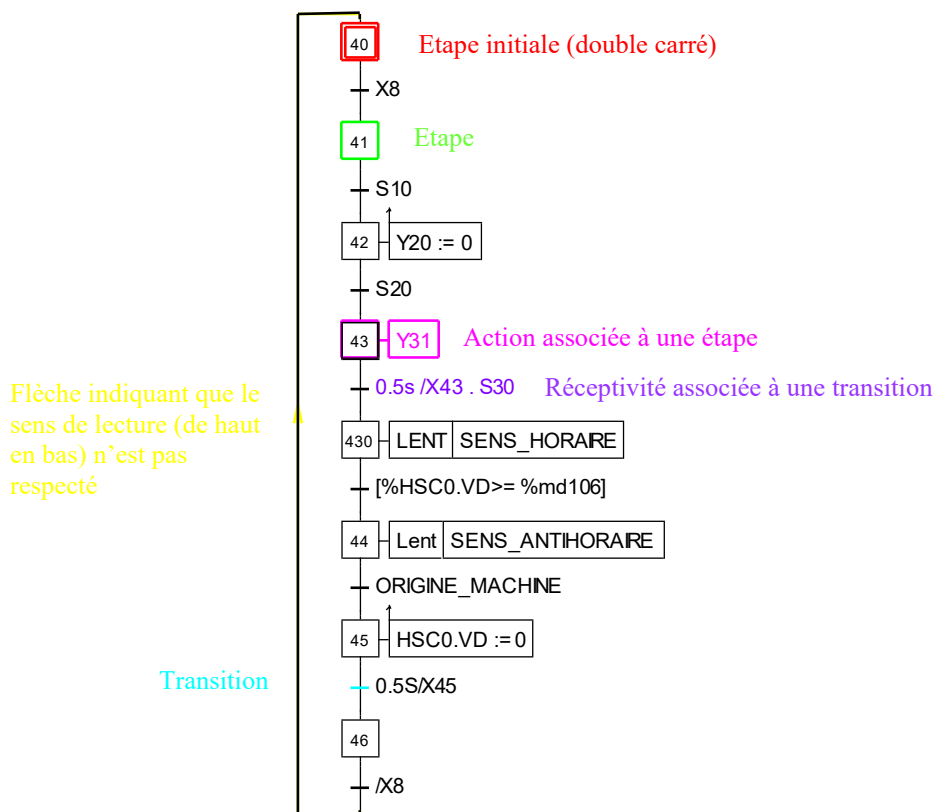 40 Etape initiale (double carré)
X8
41 Etape
S10
42 Y20 := 0
S20
43 Y31 Action associée à une étape
0.5s /X43 . S30 Réceptivité associée à une transition
Flèche indiquant que le
sens de lecture (de haut
en bas) n’est pas
respecté
430 LENT SENS_HORAIRE
[%HSC0.VD>= %md106]
44 Lent SENS_ANTIHORAIRE
ORIGINE_MACHINE
45 HSC0.VD := 0
Transition 0.5S/X45
46
/X8